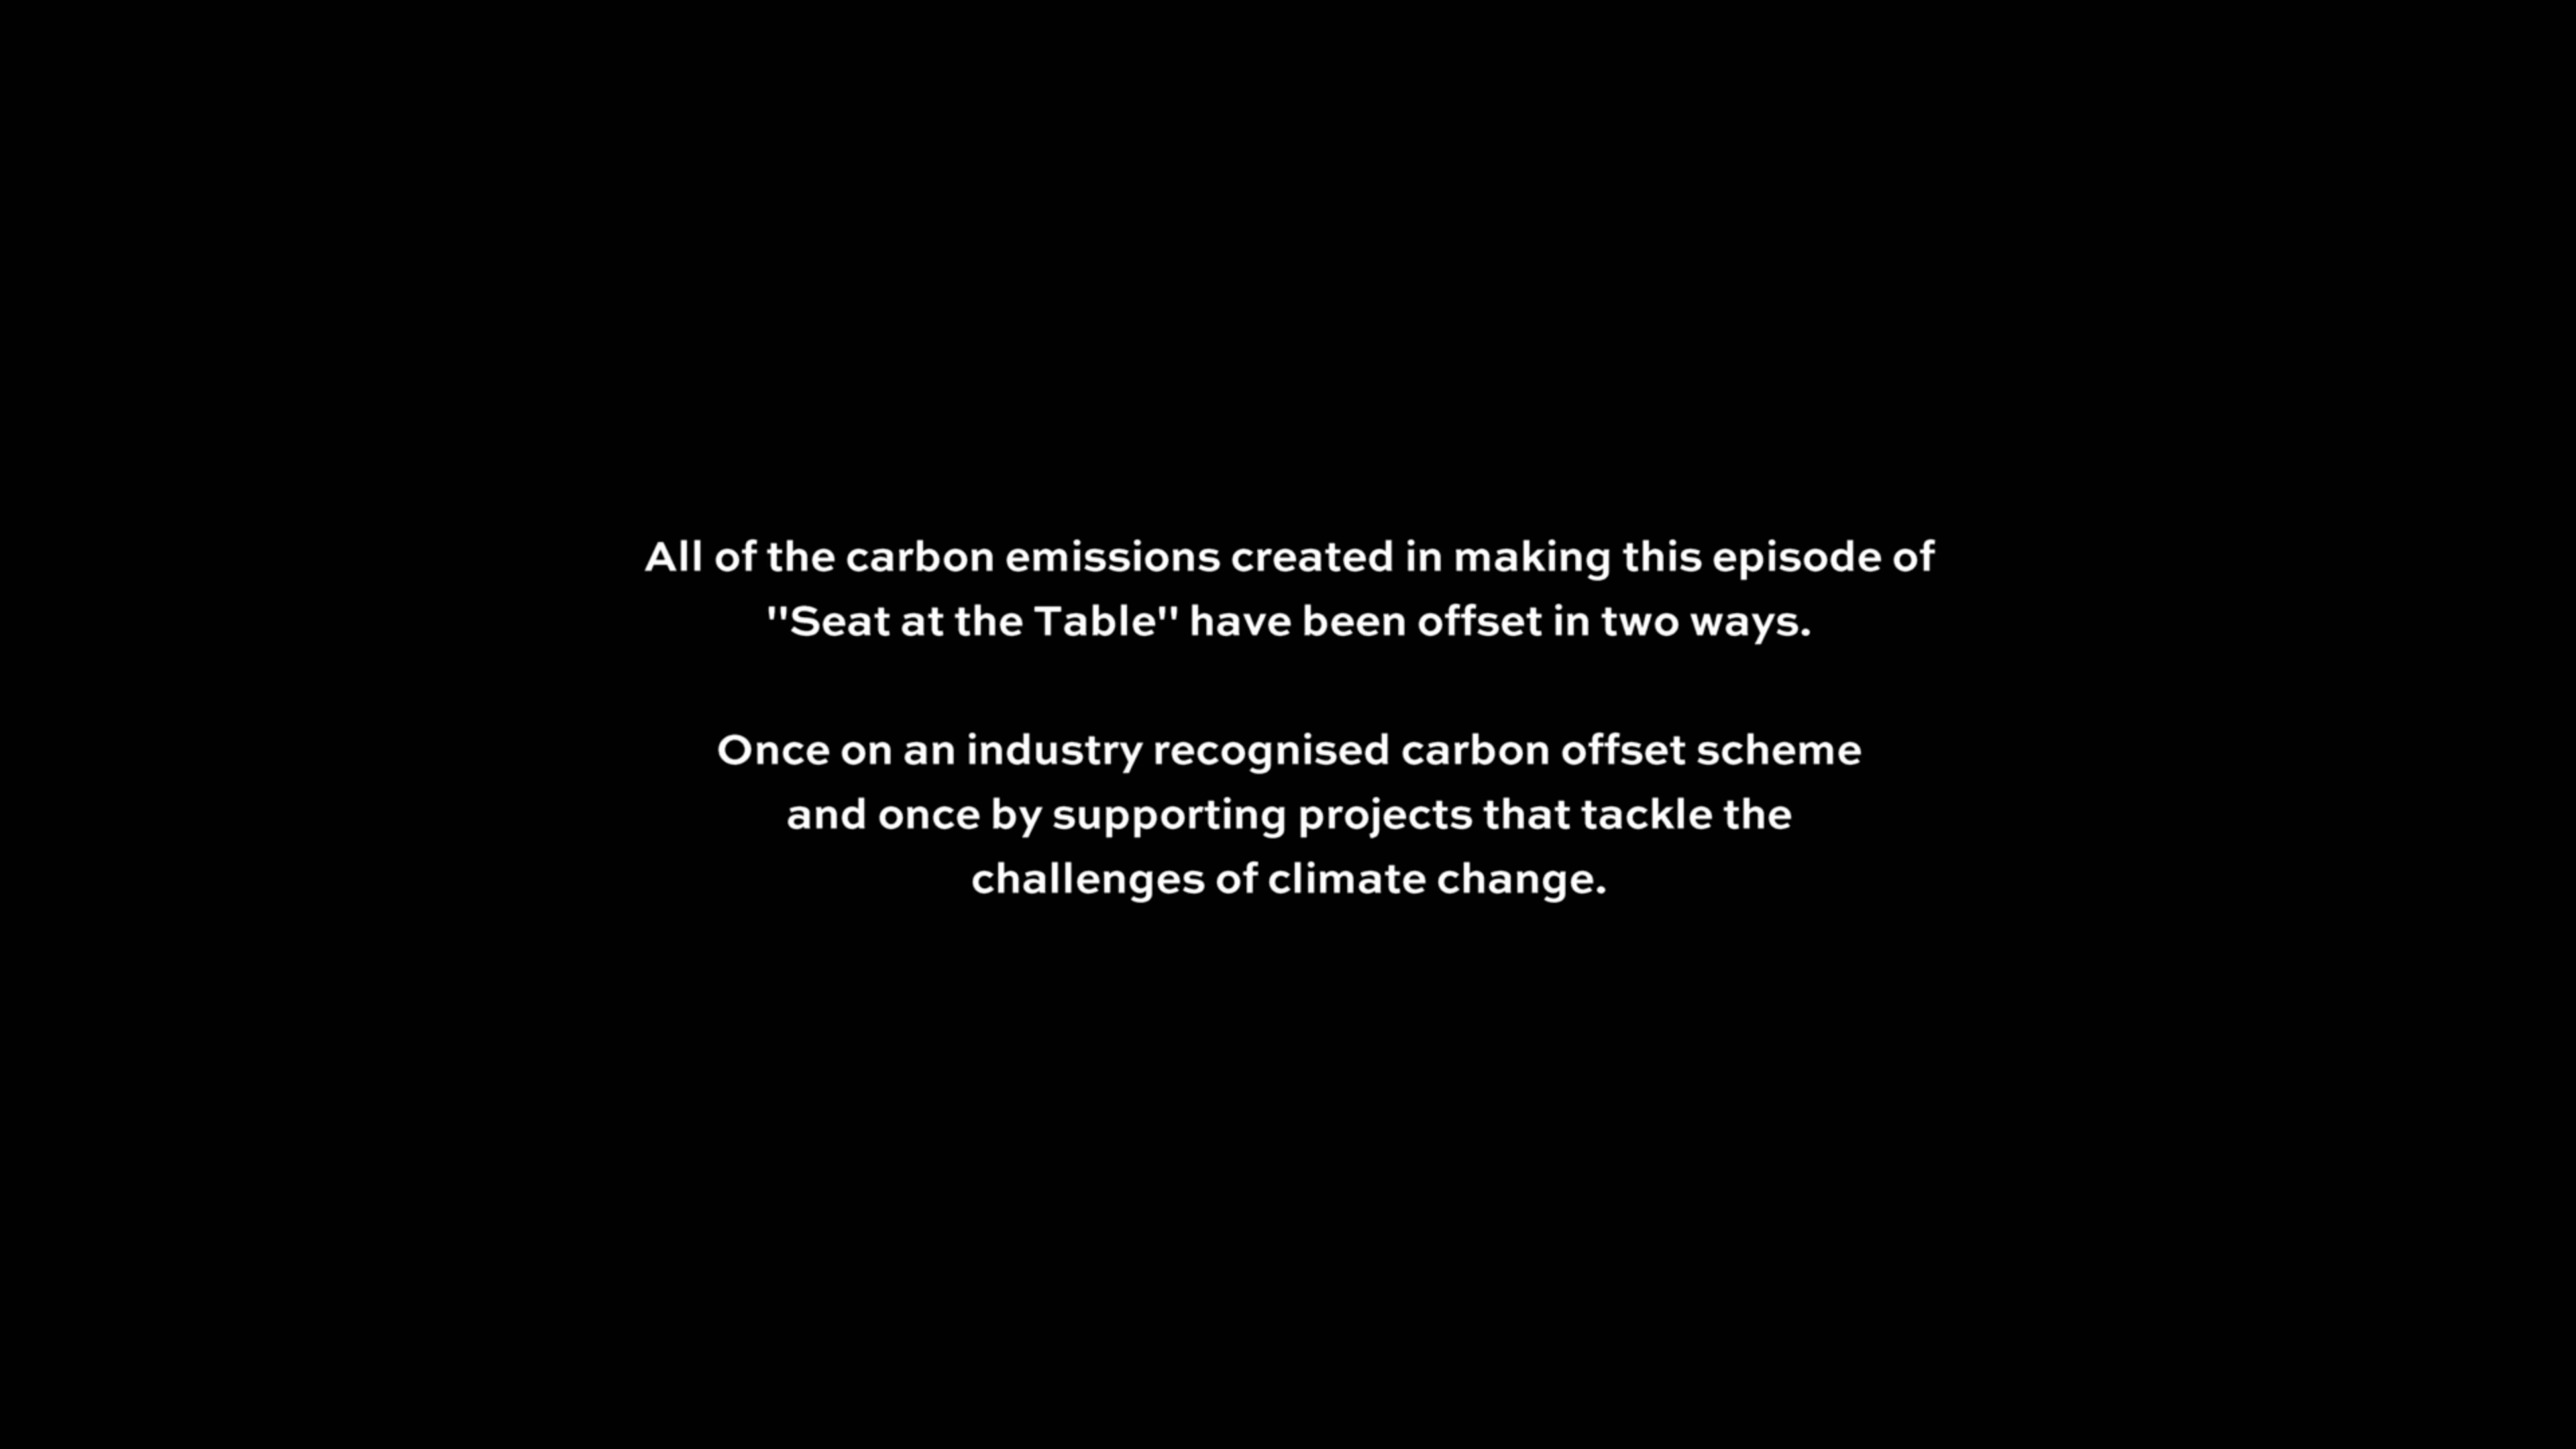 All of the carbon emissions created in making this episode of
"Seat at the Table" have been offset in two ways.
Once on an industry recognised carbon offset scheme
and once by supporting projects that tackle the
challenges of climate change.